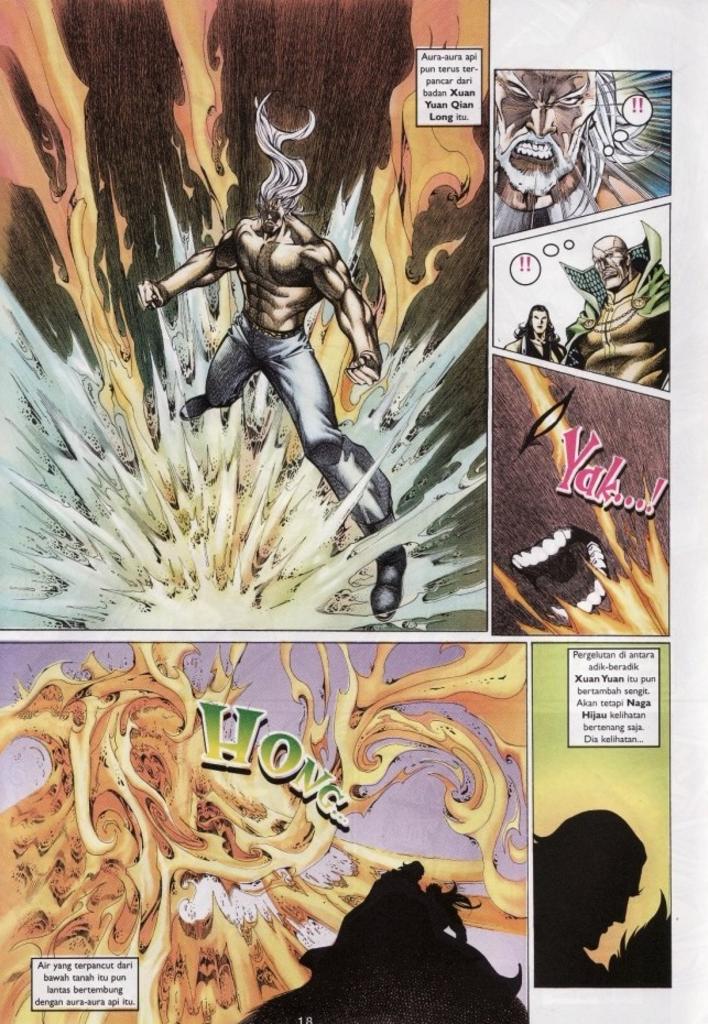 Aura-aura api
pun terus ter-
pancar dari
badan Xuan
Yuan Qian
Long itu.
!!
!!
Yak...!
HONG...
Pergelutan di antara
adik-beradik
Xuan Yuan itu pun
bertambah sengit.
Akan tetapi Naga
Hijau kelihatan
bertenang saja.
Dia kelihatan...
Air yang terpancut dari
bawah tanah itu pun
lantas bertembung
dengan aura-aura api itu.
18